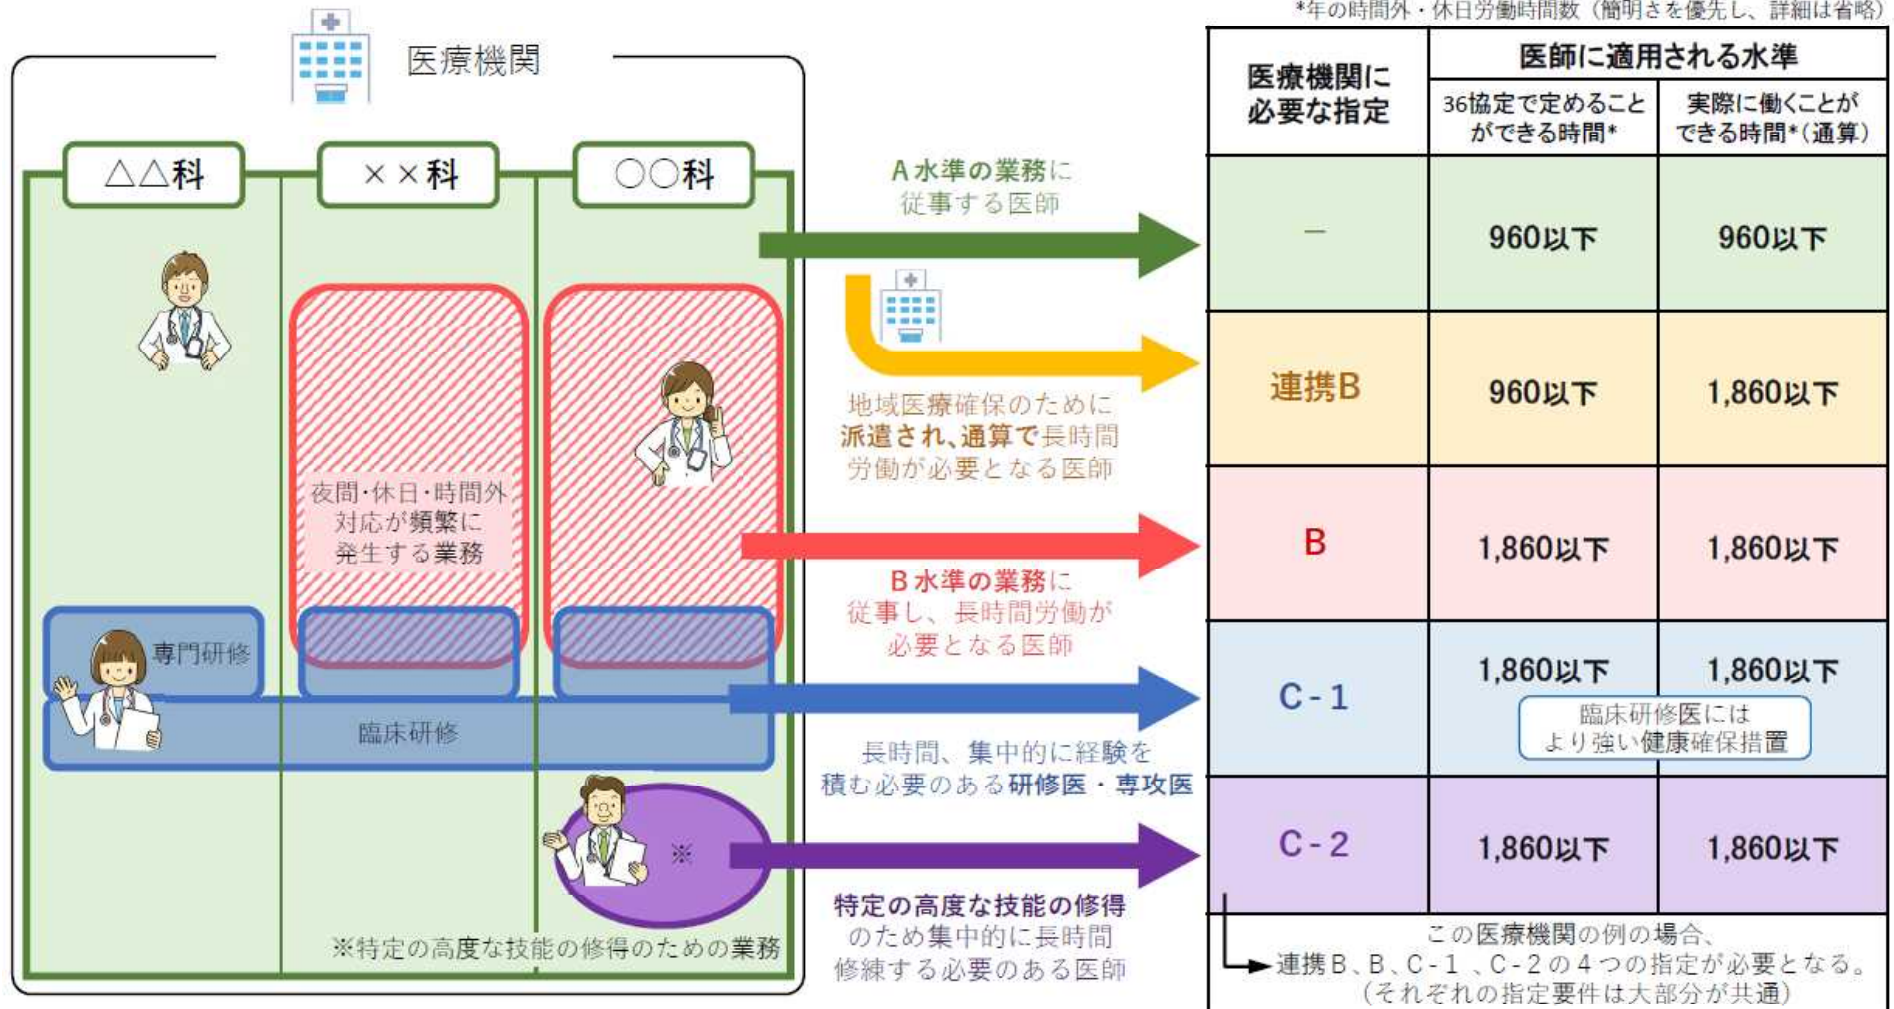 *年の時間外・休日労働時間数（簡明さを優先し、詳細は省略）
医療機関
△△科
××科
○○科
夜間･休日･時間外
対応が頻繁に
発生する業務
専門研修
臨床研修
※
※特定の高度な技能の修得のための業務
A水準の業務に
従事する医師
地域医療確保のために
派遣され、通算で長時間
労働が必要となる医師
B水準の業務に
従事し、長時間労働が
必要となる医師
長時間、集中的に経験を
積む必要のある研修医・専攻医
特定の高度な技能の修得
のため集中的に長時間
修練する必要のある医師
医療機関に
必要な指定
医師に適用される水準
36協定で定めること
ができる時間*
実際に働くことが
できる時間*（通算）
－
960以下
960以下
連携B
960以下
1,860以下
B
1,860以下
1,860以下
C-1
1,860以下
1,860以下
臨床研修医には
より強い健康確保措置
C-2
1,860以下
1,860以下
この医療機関の例の場合、
連携B、B、C-1、C-2の4つの指定が必要となる。
（それぞれの指定要件は大部分が共通）